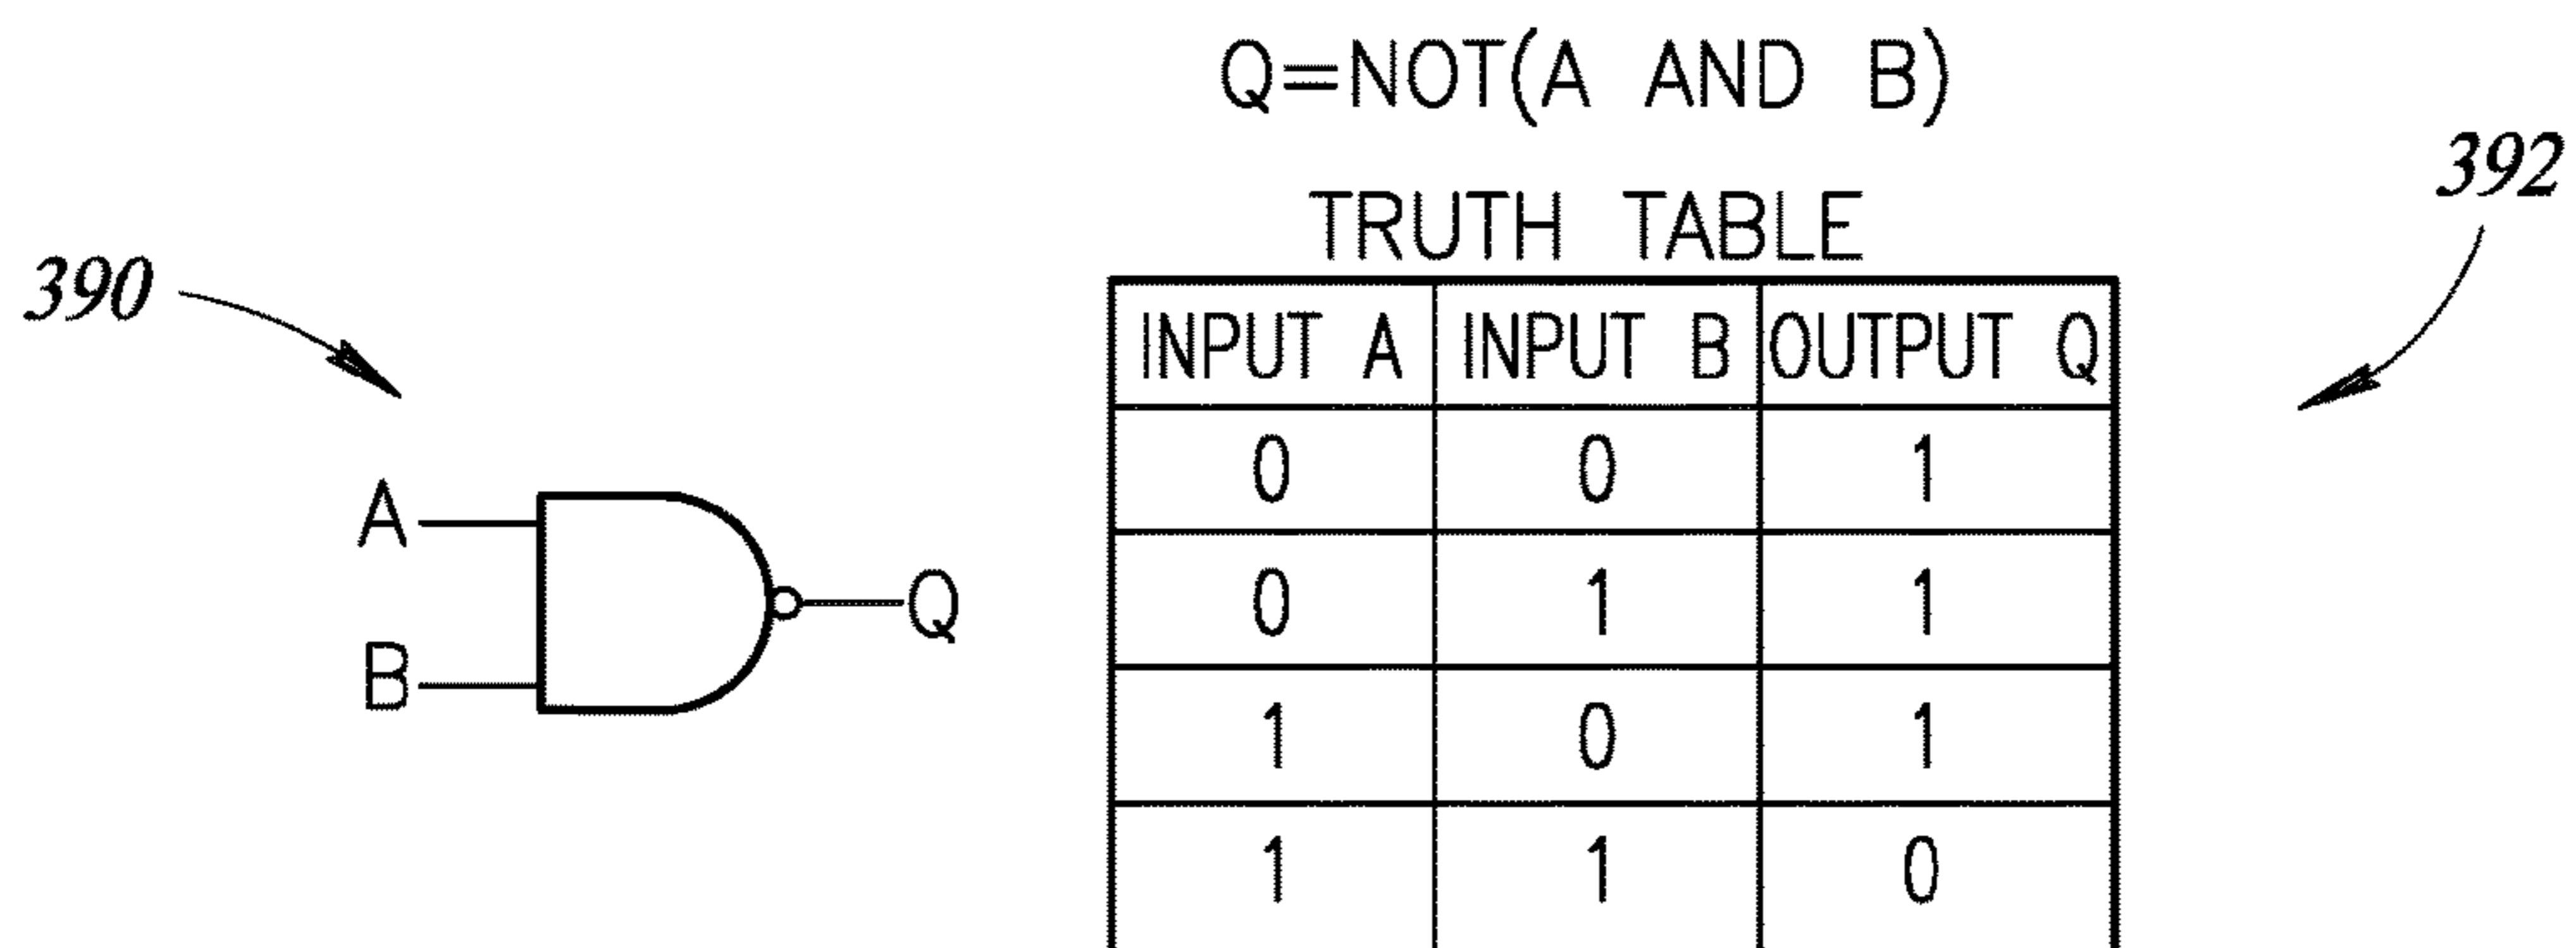 Q=NOT(A AND B)
392
TRUTH TABLE
390
INPUT A INPUT B OUTPUT Q
0 0 1
A
0 1 1
Q
B
1 0 1
1 1 0